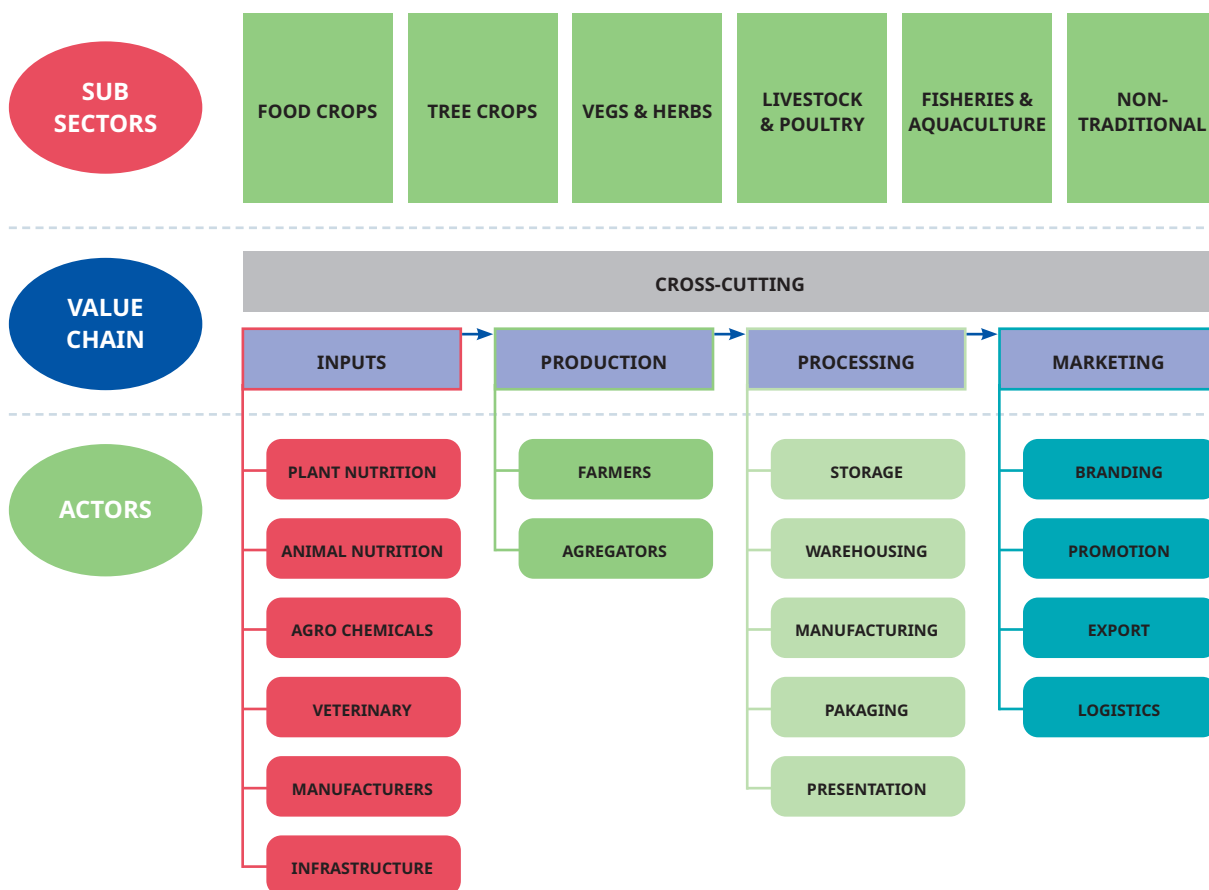 SUB
SECTORS
FOOD CROPS
TREE CROPS
VEGS & HERBS
LIVESTOCK
& POULTRY
FISHERIES &
AQUACULTURE
NON-
TRADITIONAL
VALUE
CHAIN
CROSS-CUTTING
INPUTS
PRODUCTION
PROCESSING
MARKETING
ACTORS
PLANT NUTRITION
ANIMAL NUTRITION
AGRO CHEMICALS
VETERINARY
MANUFACTURERS
INFRASTRUCTURE
FARMERS
AGREGATORS
STORAGE
WAREHOUSING
MANUFACTURING
PAKAGING
PRESENTATION
BRANDING
PROMOTION
EXPORT
LOGISTICS